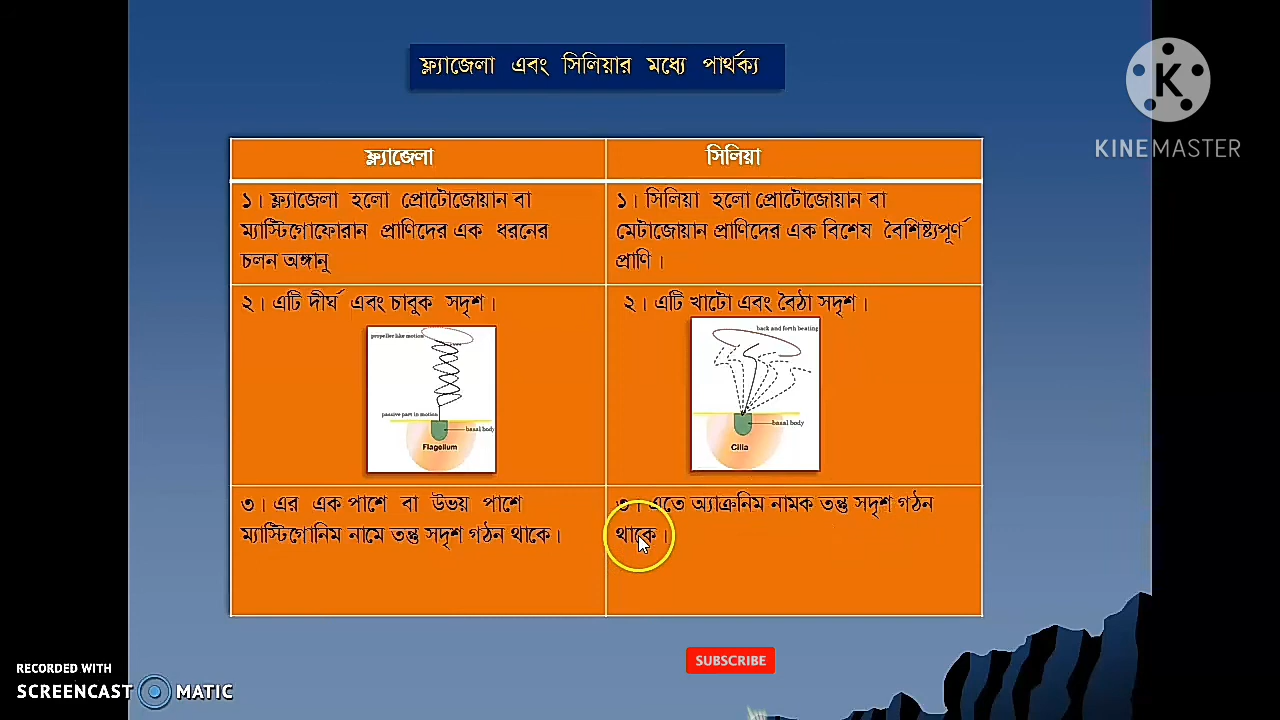 ফ্ল্যাজেলা এবং সিলিয়ার মধ্যে পার্থক্য
KINEMASTER
ফ্ল্যাজেলা
সিলিয়া
১। ফ্ল্যাজেলা হলো প্রোটোজোয়ান বা
ম্যাস্টিগোফোরান প্রাণিদের এক ধরনের
চলন অঙ্গানু
১। সিলিয়া হলো প্রোটোজোয়ান বা
মেটাজোয়ান প্রাণিদের এক বিশেষ বৈশিষ্ট্যপূর্ণ
প্রাণি।
২। এটি দীর্ঘ এবং চাবুক সদৃশ।
propeller like motion
passive part in motion
basal body
Flagellum
২। এটি খাটো এবং বৈঠা সদৃশ।
back and forth beating
basal body
Cilia
৩। এর এক পাশে বা উভয় পাশে
ম্যাস্টিগোনিম নামে তন্তু সদৃশ গঠন থাকে।
৩। এতে অ্যাক্রনিম নামক তন্তু সদৃশ গঠন
থাকে।
SUBSCRIBE
RECORDED WITH
SCREENCAST MATIC